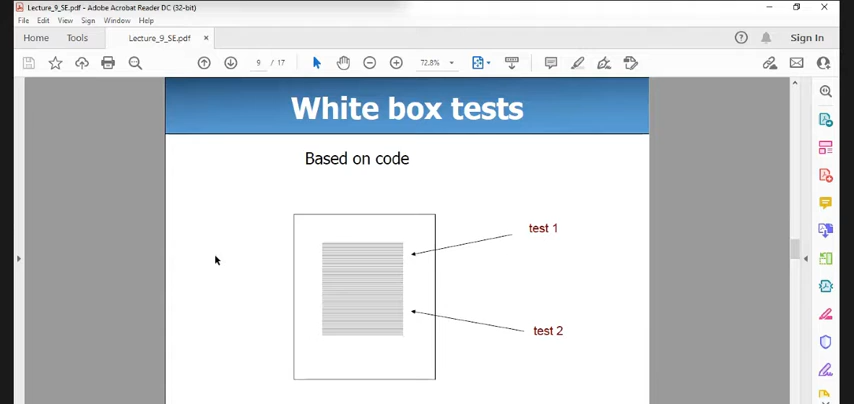 Lecture_9_SE.pdf - Adobe Acrobat Reader DC (32-bit)
File Edit View Sign Window Help
Home Tools Lecture_9_SE.pdf × Sign In
9 / 17 72.8%
White box tests
Based on code
test 1
test 2